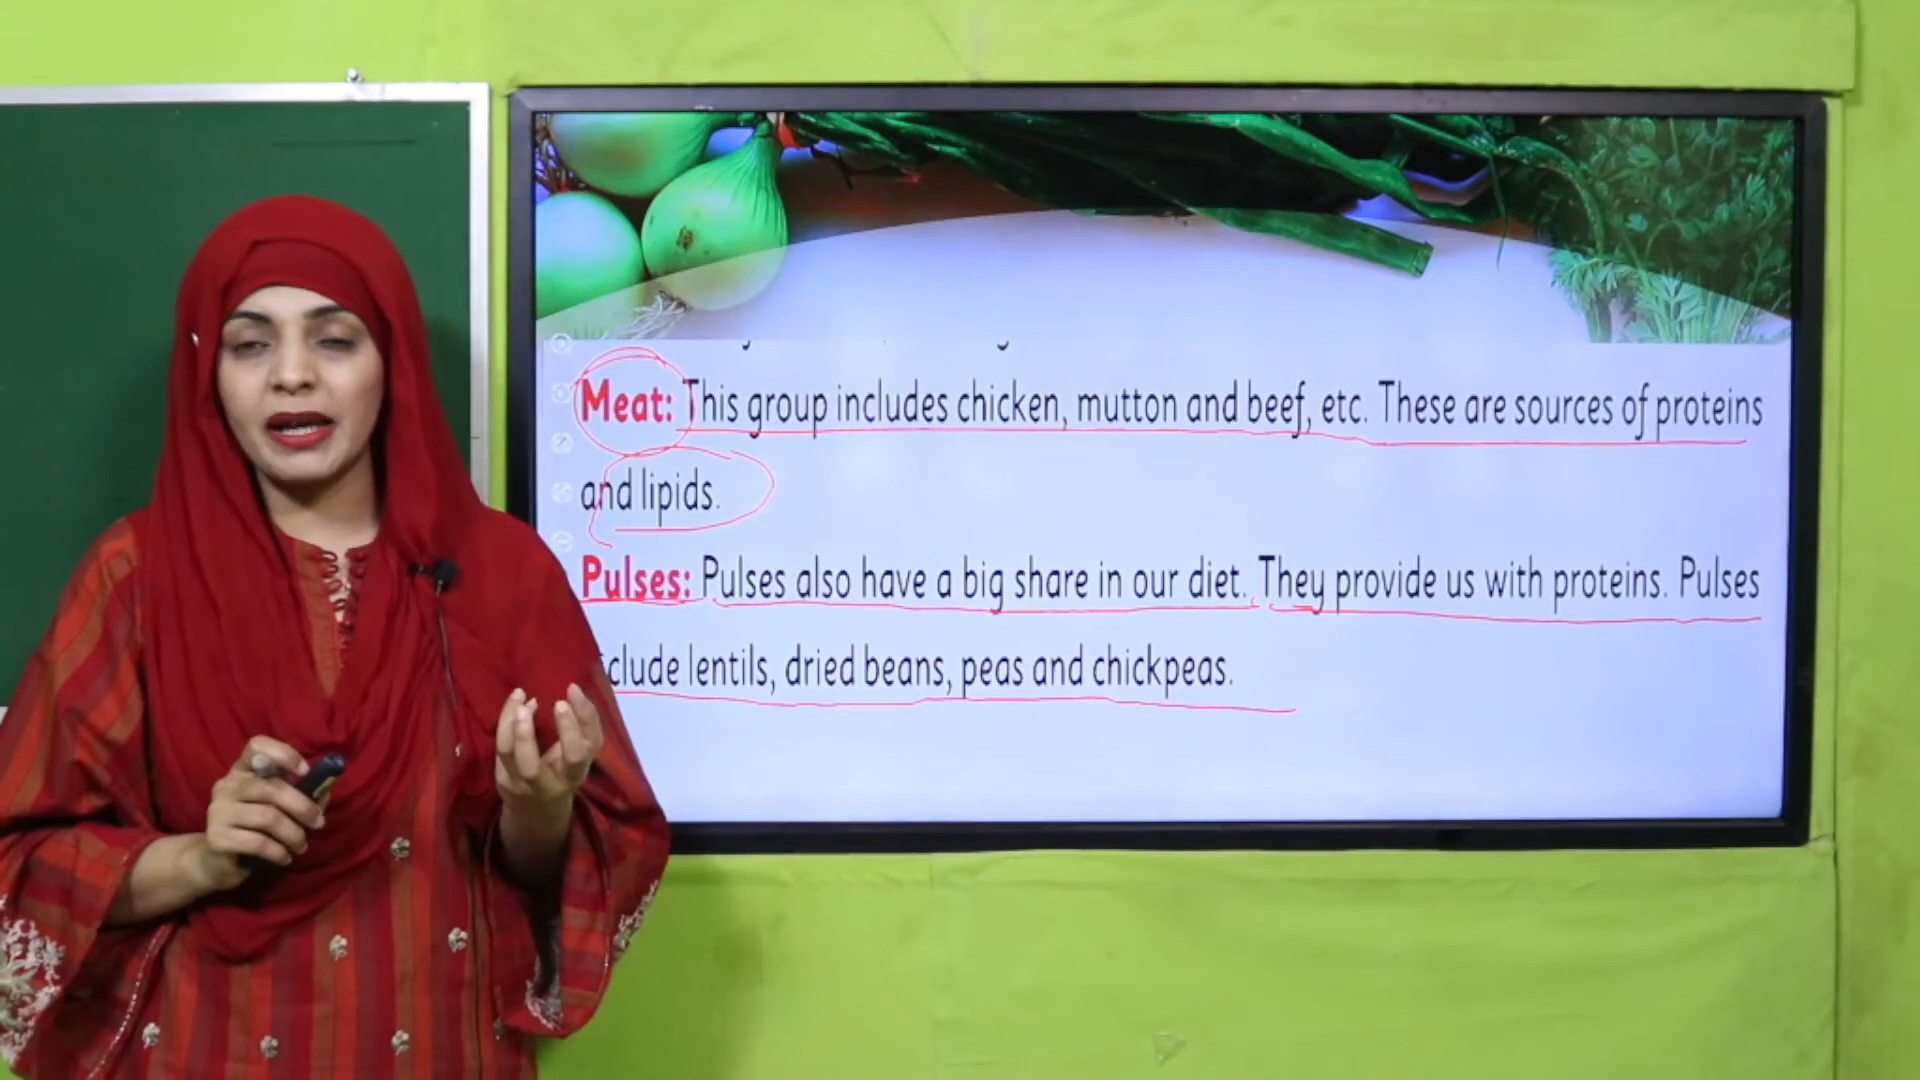 Meat: This group includes chicken, mutton and beef, etc. These are sources of proteins
and lipids.
Pulses: Pulses also have a big share in our diet. They provide us with proteins. Pulses
lentils, dried beans, peas and chickpeas.